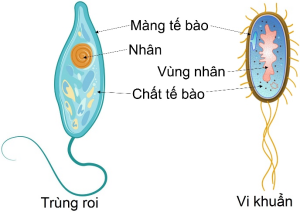 Màng tế bào
Nhân
Vùng nhân
Chất tế bào
Trùng roi
Vi khuẩn